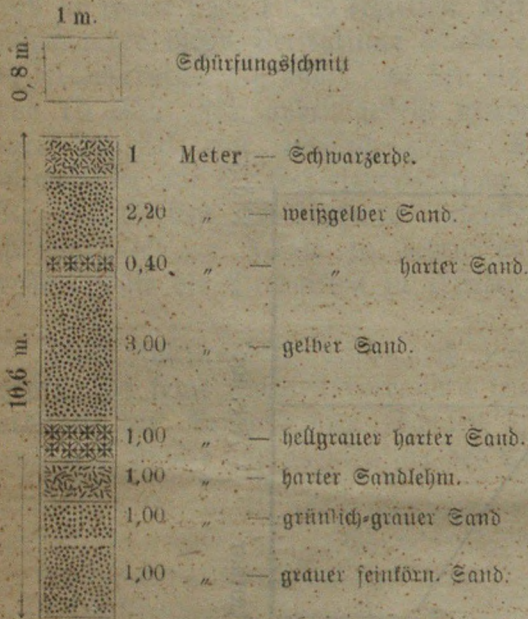 1 m.
0,8 m.
Schürfungsschnitt
1 Meter — Schwarzerde.
2,20 „ — weißgelber Sand.
0,40 „ — „ harter Sand.
3,00 „ — gelber Sand.
10,6 m.
1,00 „ — hellgrauer harter Sand.
1,00 „ — harter Sandlehm.
1,00 „ — grünlich-grauer Sand
1,00 „ — grauer feinkörn. Sand.